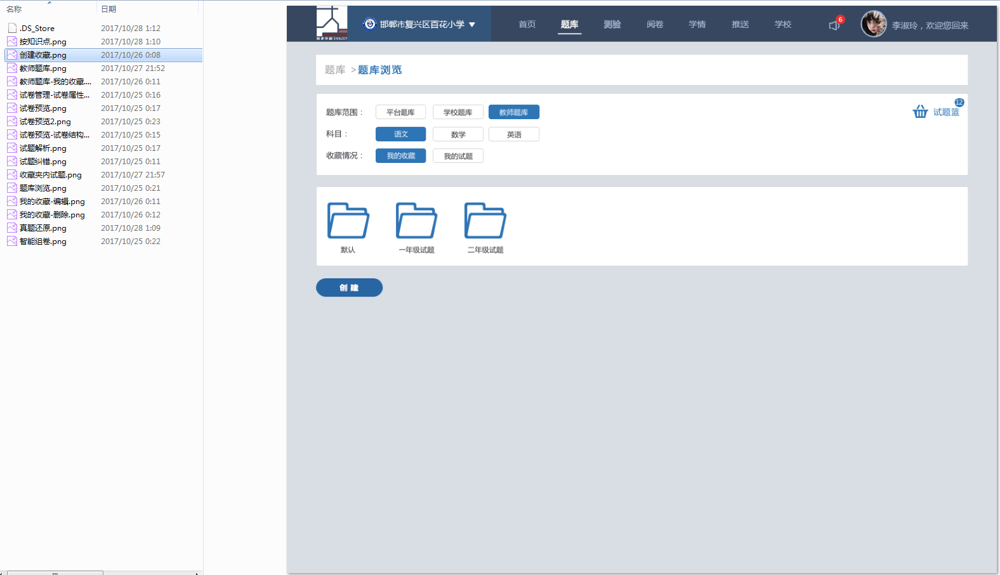 名称 日期
.DS_Store 2017/10/28 1:12
按知识点.png 2017/10/28 1:10
创建收藏.png 2017/10/26 0:08
教师题库.png 2017/10/27 21:52
教师题库-我的收藏.... 2017/10/26 0:11
试卷管理-试卷属性... 2017/10/25 0:16
试卷预览.png 2017/10/25 0:17
试卷预览2.png 2017/10/25 0:23
试卷预览-试卷结构... 2017/10/25 0:15
试题解析.png 2017/10/25 0:17
试题纠错.png 2017/10/25 0:11
收藏夹内试题.png 2017/10/27 21:57
题库浏览.png 2017/10/25 0:21
我的收藏-编辑.png 2017/10/26 0:11
我的收藏-删除.png 2017/10/26 0:12
真题还原.png 2017/10/28 1:09
智能组卷.png 2017/10/25 0:22
邯郸市复兴区百花小学 首页 题库 测验 阅卷 学情 推送 学校 6 李淑玲，欢迎您回来
题库 >题库浏览
题库范围： 平台题库 学校题库 教师题库 12 试题篮
科目： 语文 数学 英语
收藏情况： 我的收藏 我的试题
默认 一年级试题 二年级试题
创 建